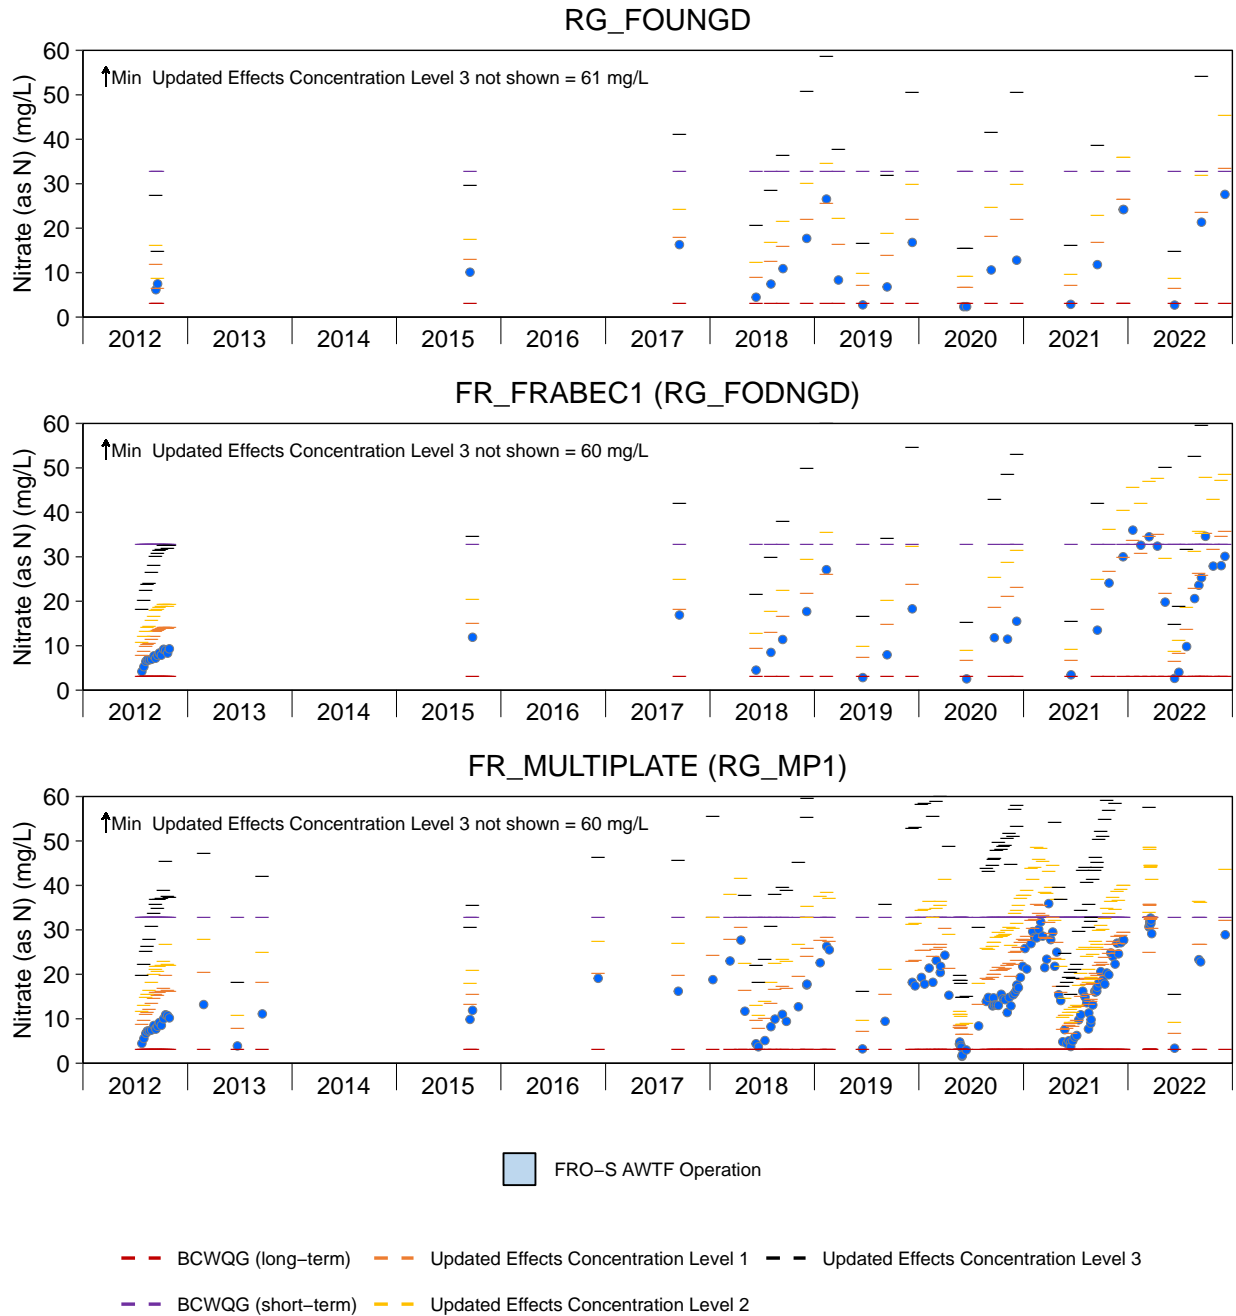 RG_FOUNGD
Nitrate (as N) (mg/L)
60
50
40
30
20
10
0
Min Updated Effects Concentration Level 3 not shown = 61 mg/L
2012 2013 2014 2015 2016 2017 2018 2019 2020 2021 2022
FR_FRABEC1 (RG_FODNGD)
Nitrate (as N) (mg/L)
60
50
40
30
20
10
0
Min Updated Effects Concentration Level 3 not shown = 60 mg/L
2012 2013 2014 2015 2016 2017 2018 2019 2020 2021 2022
FR_MULTIPLATE (RG_MP1)
Nitrate (as N) (mg/L)
60
50
40
30
20
10
0
Min Updated Effects Concentration Level 3 not shown = 60 mg/L
2012 2013 2014 2015 2016 2017 2018 2019 2020 2021 2022
FRO−S AWTF Operation
BCWQG (long−term) Updated Effects Concentration Level 1 Updated Effects Concentration Level 3
BCWQG (short−term) Updated Effects Concentration Level 2